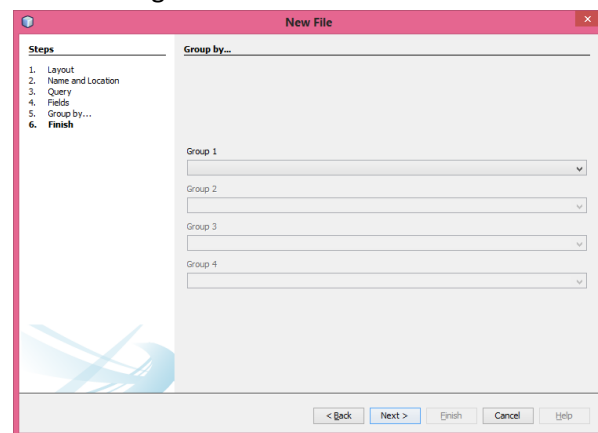 New File
Steps
1. Layout
2. Name and Location
3. Query
4. Fields
5. Group by...
6. Finish
Group by...
Group 1
Group 2
Group 3
Group 4
< Back Next > Finish Cancel Help